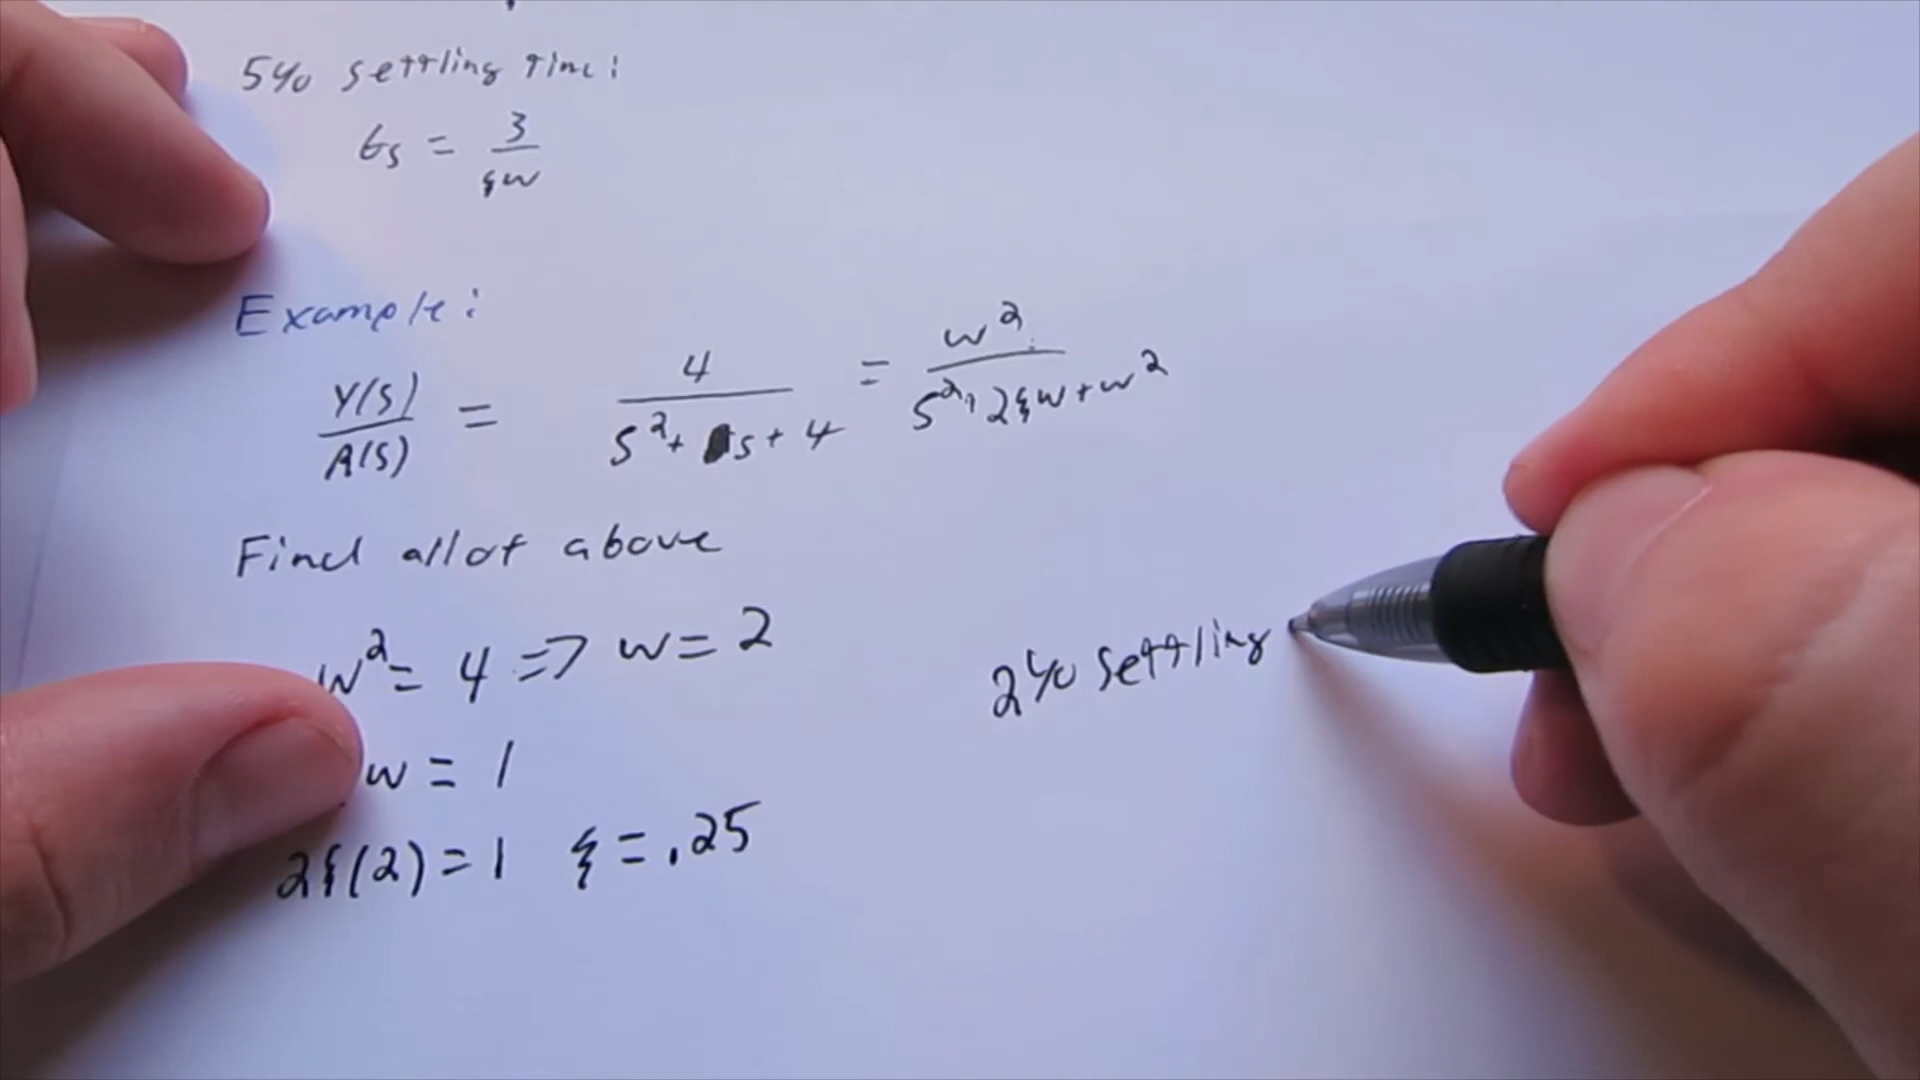 5% settling time:
ts = 3/ξw
Example:
Y(s)/R(s) = 4/(s²+ s+4) = w²/(s²+2ξw+w²)
Find all of above
w²= 4 => w= 2
2% settling
w = 1
2ξ(2)=1 ξ=.25